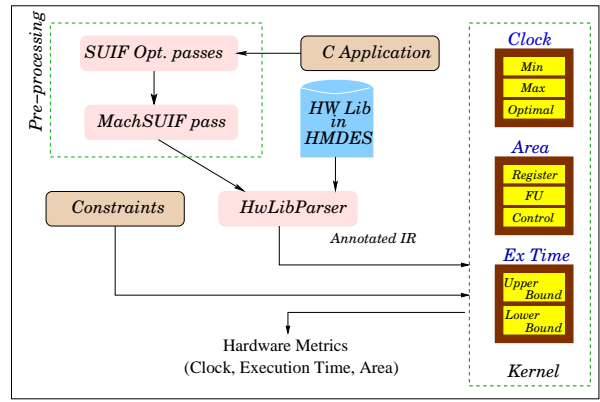 Pre-processing
SUIF Opt. passes
C Application
MachSUIF pass
HW Lib
in
HMDES
Constraints
HwLibParser
Annotated IR
Hardware Metrics
(Clock, Execution Time, Area)
Clock
Min
Max
Optimal
Area
Register
FU
Control
Ex Time
Upper
Bound
Lower
Bound
Kernel